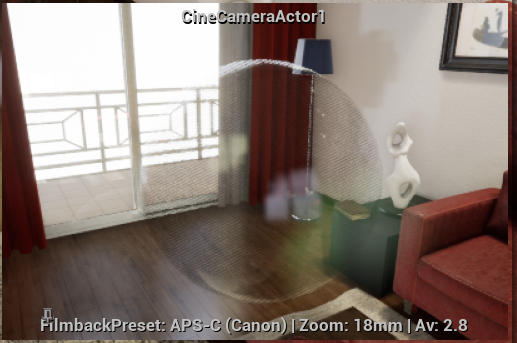 CineCameraActor1
FilmbackPreset: APS-C (Canon) | Zoom: 18mm | Av: 2.8